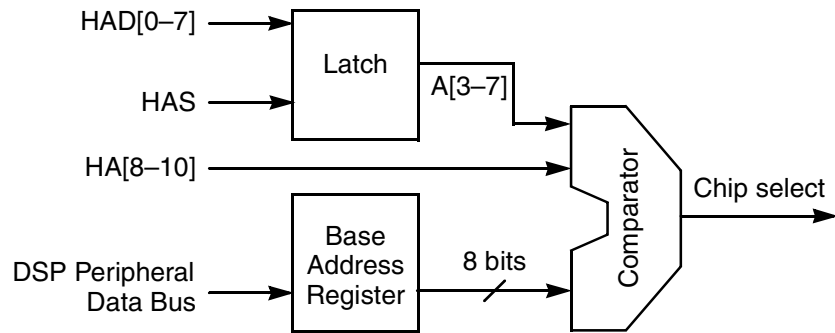 HAD[0–7]
Latch
A[3–7]
HAS
HA[8–10]
Comparator
Chip select
Base
Address
Register
8 bits
DSP Peripheral
Data Bus